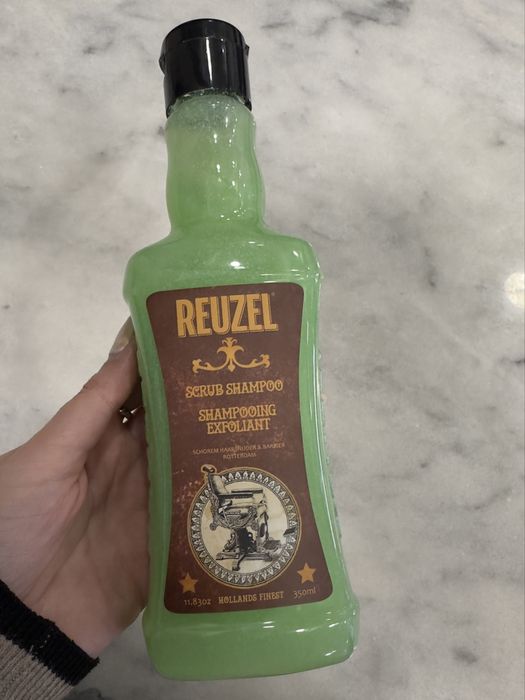 REUZEL
SCRUB SHAMPOO
SHAMPOOING
EXFOLIANT
SCHOREM HAARSNIJDER & BARBIER
ROTTERDAM
11.83oz HOLLANDS FINEST 350ml